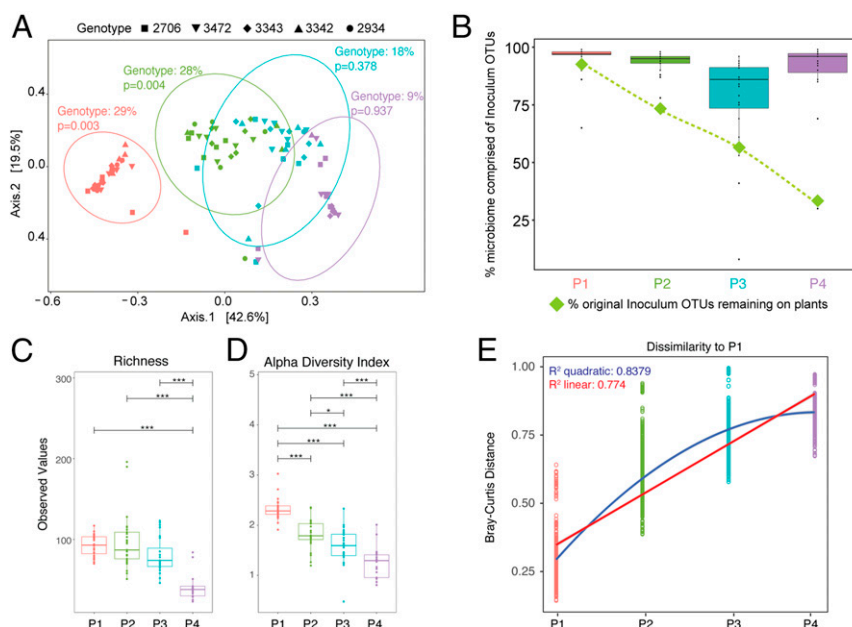 A
Genotype ■ 2706 ▼ 3472 ◆ 3343 ▲ 3342 ● 2934
Genotype: 18%
p=0.378
Genotype: 28%
p=0.004
Genotype: 9%
p=0.937
Genotype: 29%
p=0.003
Axis.2 [19.5%]
0.4
0.0
0.4
−0.6
−0.3
0.0
0.3
Axis.1 [42.6%]
B
% microbiome comprised of Inoculum OTUs
100
75
50
25
P1 P2 P3 P4
% original Inoculum OTUs remaining on plants
C
Richness
Observed Values
300
200
100
***
***
***
P1 P2 P3 P4
D
Alpha Diversity Index
5
4
3
2
1
***
***
*
***
***
***
P1 P2 P3 P4
E
Dissimilarity to P1
R² quadratic: 0.8379
R² linear: 0.774
Bray-Curtis Distance
1.00
0.75
0.50
0.25
P1 P2 P3 P4